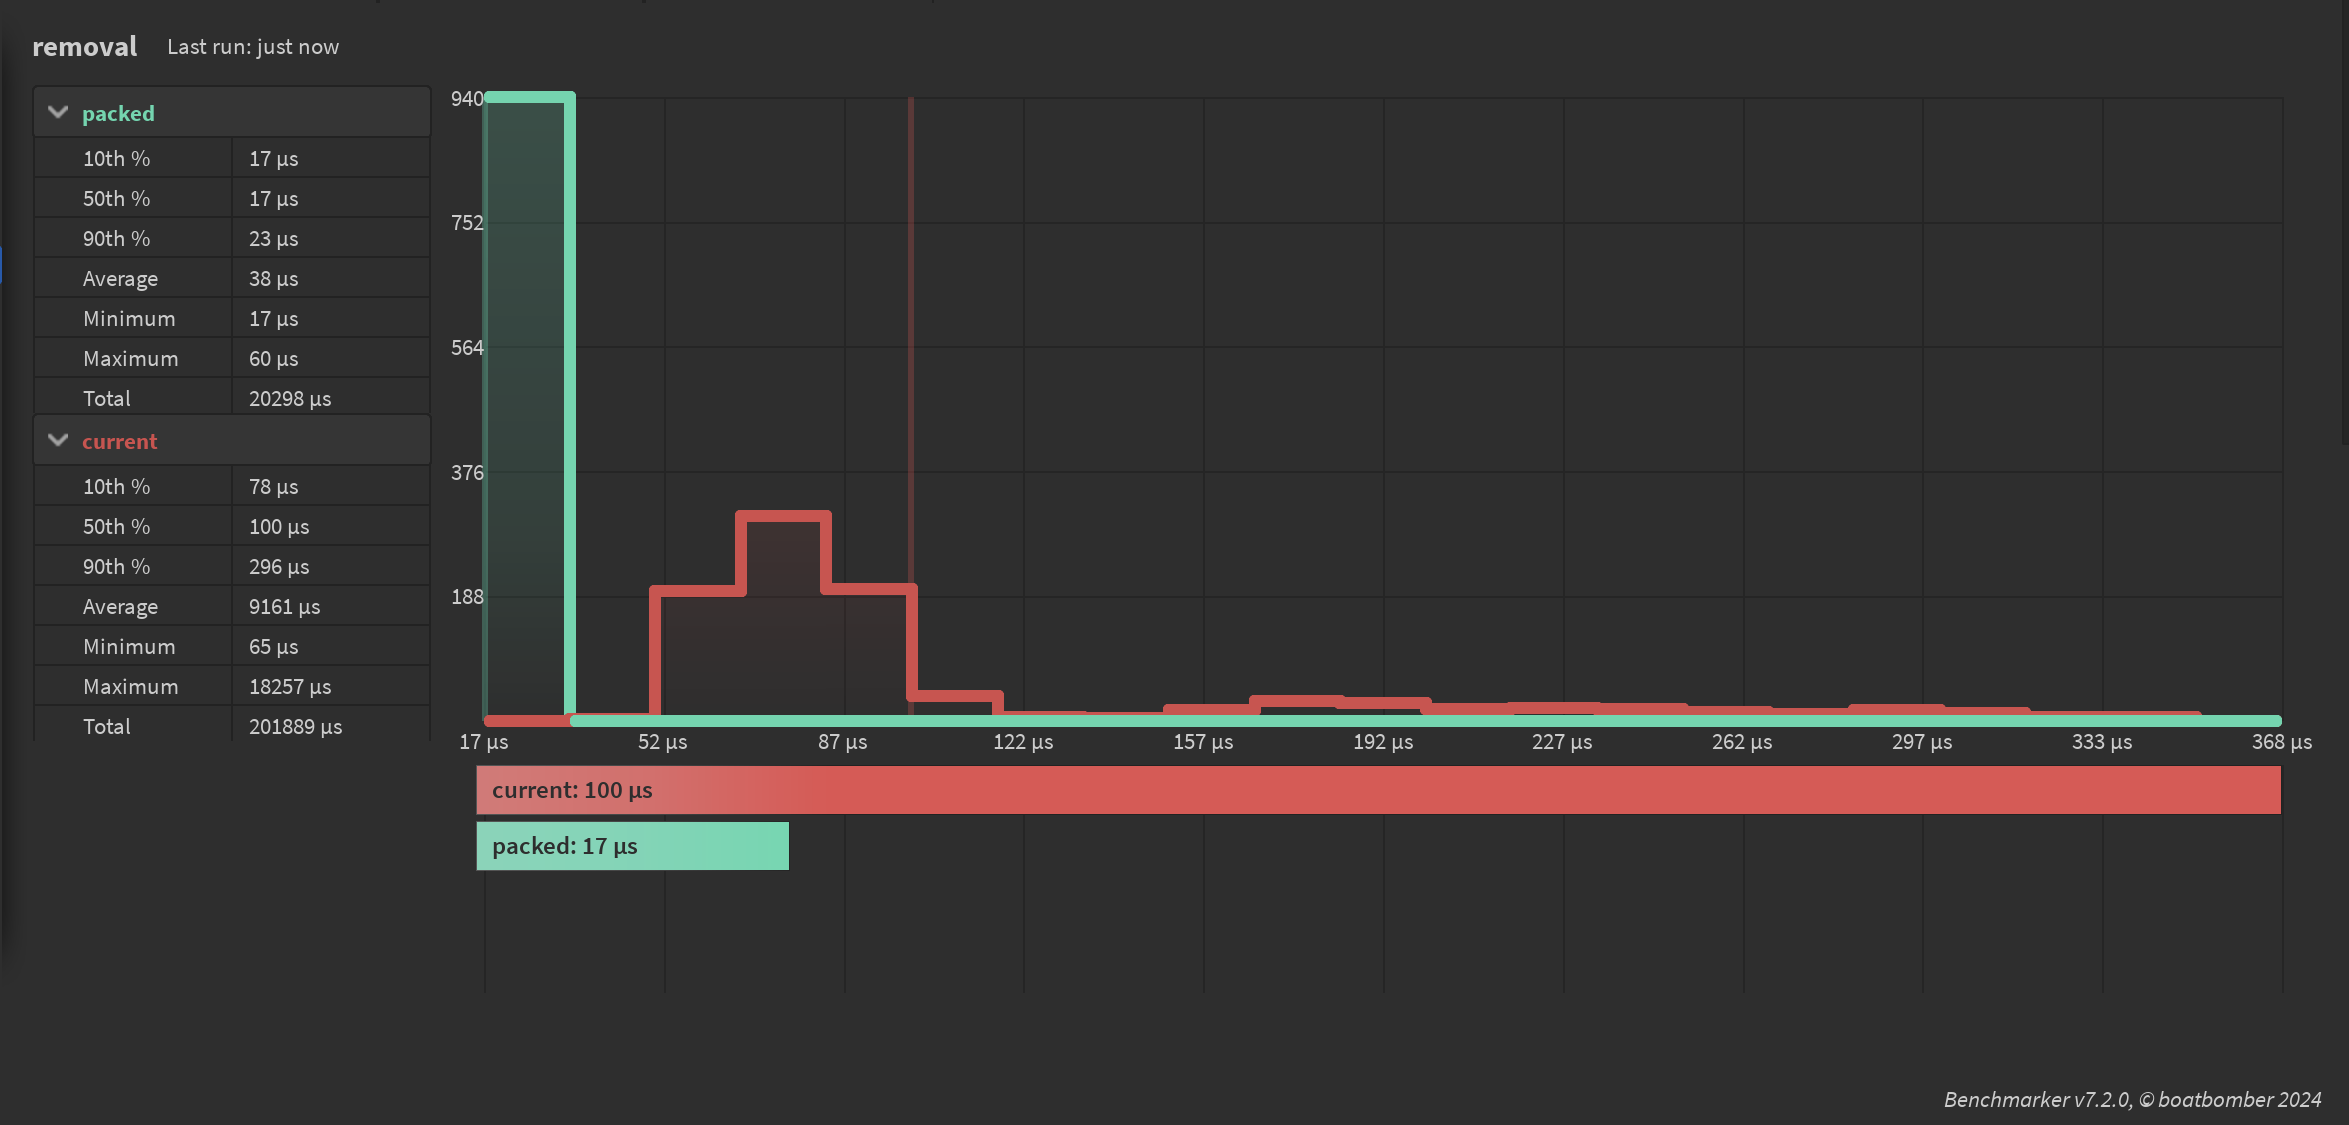 removal Last run: just now
packed
10th % 17 µs
50th % 17 µs
90th % 23 µs
Average 38 µs
Minimum 17 µs
Maximum 60 µs
Total 20298 µs
current
10th % 78 µs
50th % 100 µs
90th % 296 µs
Average 9161 µs
Minimum 65 µs
Maximum 18257 µs
Total 201889 µs
940
752
564
376
188
17 µs 52 µs 87 µs 122 µs 157 µs 192 µs 227 µs 262 µs 297 µs 333 µs 368 µs
current: 100 µs
packed: 17 µs
Benchmarker v7.2.0, © boatbomber 2024